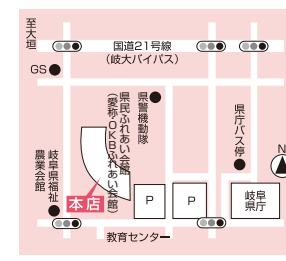 至大垣
国道21号線
(岐大バイパス)
GS
県警機動隊
県民ふれあい会館
(愛称・OKBふれあい会館)
県庁バス停
N
岐阜県福祉
農業会館
本店
P
P
岐阜
県庁
教育センター